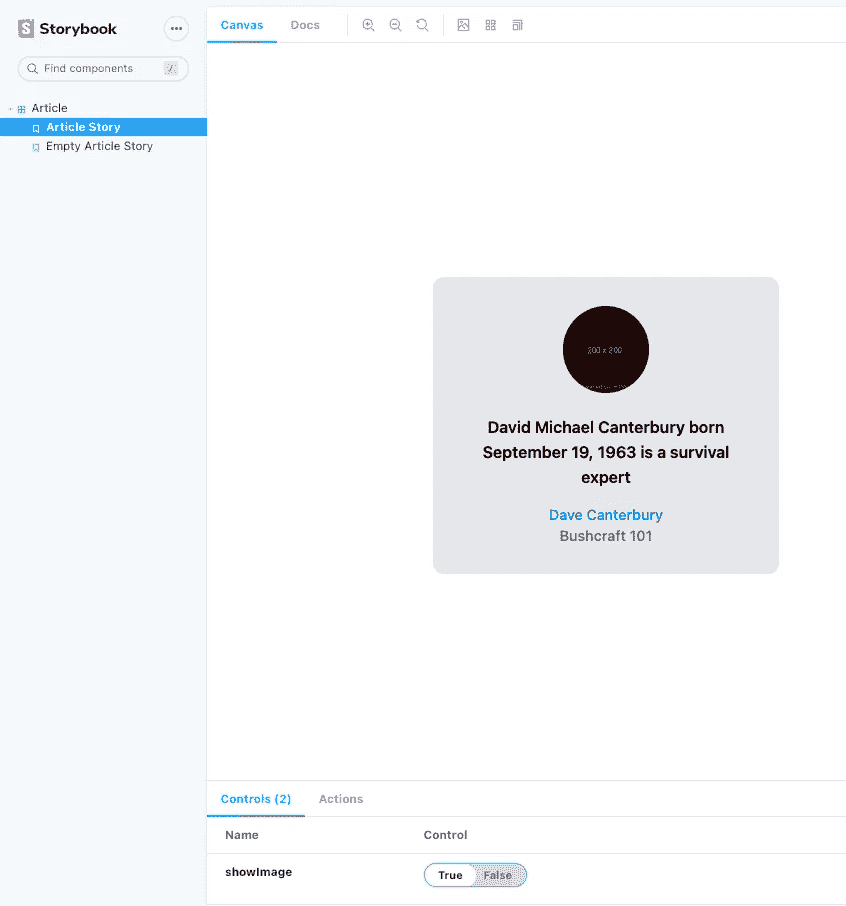 Storybook
Find components
/
Article
Article Story
Empty Article Story
Canvas
Docs
200 x 200
David Michael Canterbury born
September 19, 1963 is a survival
expert
Dave Canterbury
Bushcraft 101
Controls (2)
Actions
Name
Control
showImage
True
False